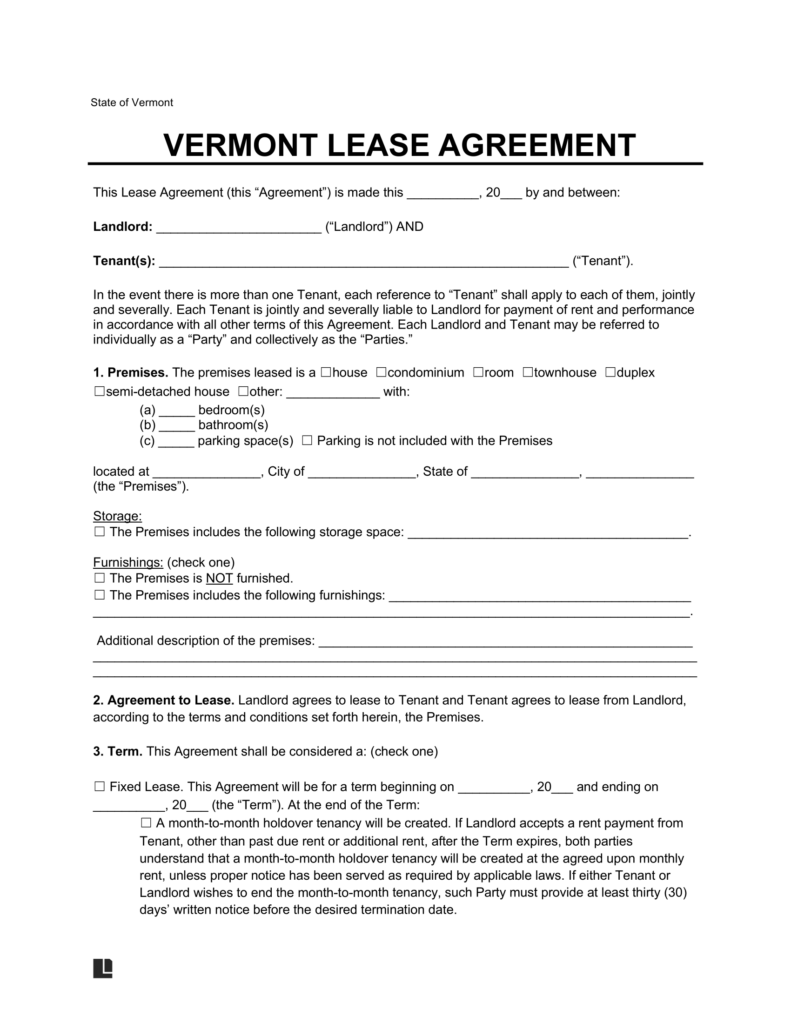 State of Vermont
VERMONT LEASE AGREEMENT
This Lease Agreement (this “Agreement”) is made this __________, 20___ by and between:
Landlord: _______________________ (“Landlord”) AND
Tenant(s): _________________________________________________________ (“Tenant”).
In the event there is more than one Tenant, each reference to “Tenant” shall apply to each of them, jointly
and severally. Each Tenant is jointly and severally liable to Landlord for payment of rent and performance
in accordance with all other terms of this Agreement. Each Landlord and Tenant may be referred to
individually as a “Party” and collectively as the “Parties.”
1. Premises. The premises leased is a ☐house ☐condominium ☐room ☐townhouse ☐duplex
☐semi-detached house ☐other: _____________ with:
(a) _____ bedroom(s)
(b) _____ bathroom(s)
(c) _____ parking space(s) ☐ Parking is not included with the Premises
located at _______________, City of _______________, State of _______________, _______________
(the “Premises”).
Storage:
☐ The Premises includes the following storage space: _______________________________________.
Furnishings: (check one)
☐ The Premises is NOT furnished.
☐ The Premises includes the following furnishings: __________________________________________
___________________________________________________________________________________.
Additional description of the premises: ____________________________________________________
____________________________________________________________________________________
____________________________________________________________________________________
2. Agreement to Lease. Landlord agrees to lease to Tenant and Tenant agrees to lease from Landlord,
according to the terms and conditions set forth herein, the Premises.
3. Term. This Agreement shall be considered a: (check one)
☐ Fixed Lease. This Agreement will be for a term beginning on __________, 20___ and ending on
__________, 20___ (the “Term”). At the end of the Term:
☐ A month-to-month holdover tenancy will be created. If Landlord accepts a rent payment from
Tenant, other than past due rent or additional rent, after the Term expires, both parties
understand that a month-to-month holdover tenancy will be created at the agreed upon monthly
rent, unless proper notice has been served as required by applicable laws. If either Tenant or
Landlord wishes to end the month-to-month tenancy, such Party must provide at least thirty (30)
days’ written notice before the desired termination date.